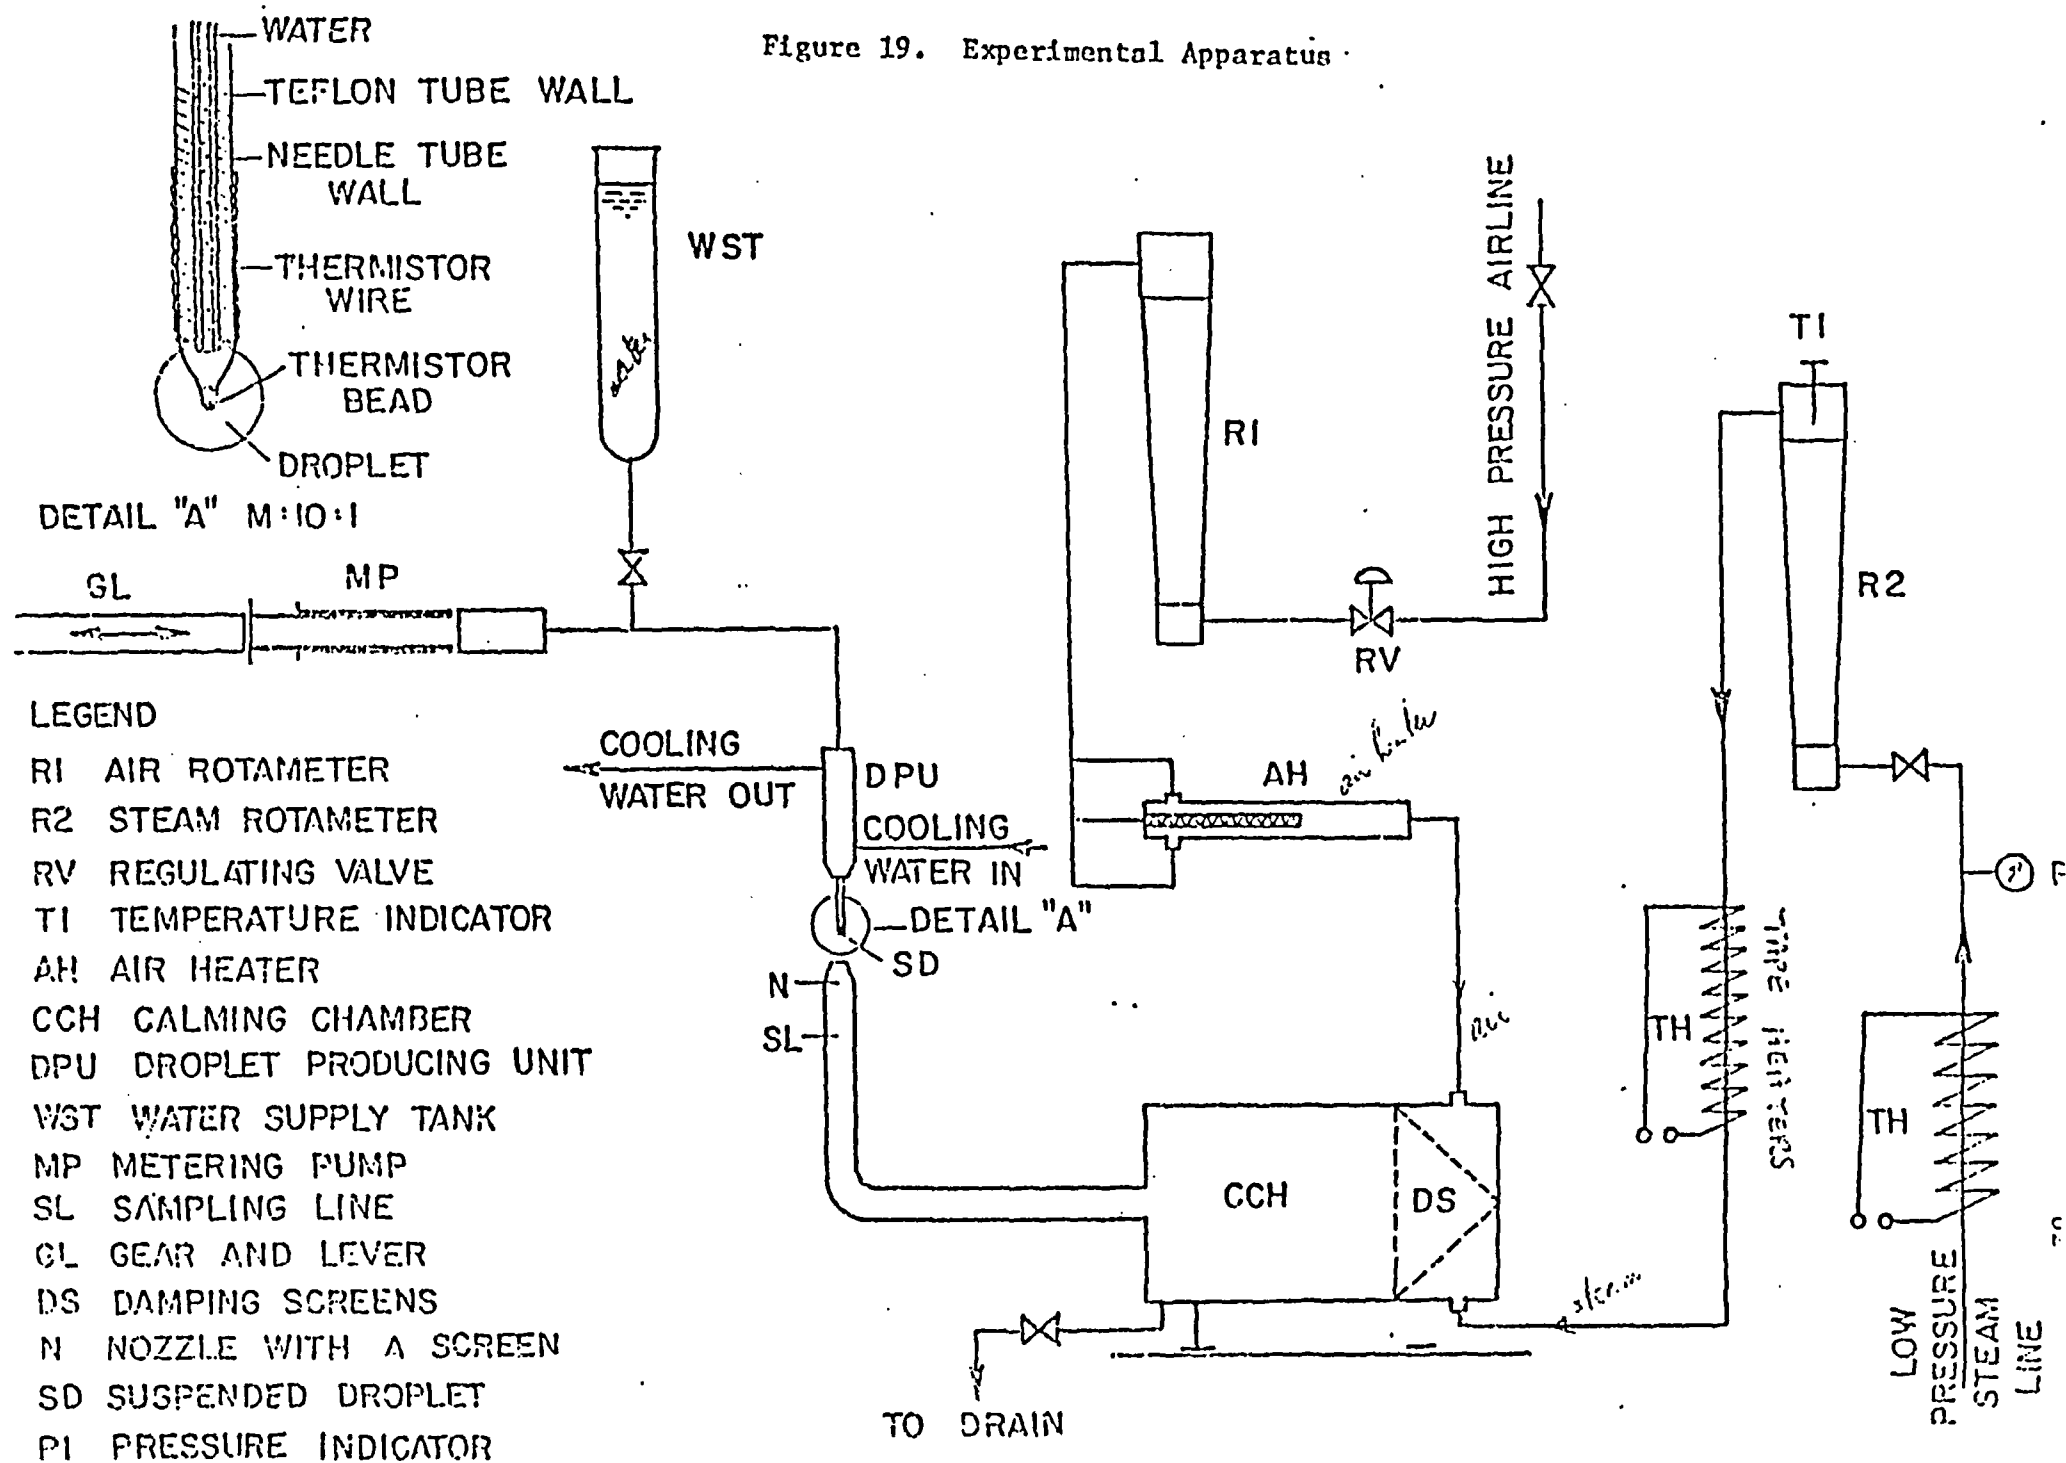 Figure 19. Experimental Apparatus
WATER
TEFLON TUBE WALL
NEEDLE TUBE
WALL
THERMISTOR
WIRE
THERMISTOR
BEAD
DROPLET
DETAIL "A" M:10:1
WST
water
R1
HIGH PRESSURE AIRLINE
RV
TI
R2
GL
MP
COOLING
WATER OUT
DPU
COOLING
WATER IN
DETAIL "A"
SD
N
SL
AH
air heater
air
CCH
DS
steam
TO DRAIN
TH
TAPE HEATERS
TH
P
LOW
PRESSURE
STEAM
LINE
LEGEND
R1 AIR ROTAMETER
R2 STEAM ROTAMETER
RV REGULATING VALVE
TI TEMPERATURE INDICATOR
AH AIR HEATER
CCH CALMING CHAMBER
DPU DROPLET PRODUCING UNIT
WST WATER SUPPLY TANK
MP METERING PUMP
SL SAMPLING LINE
GL GEAR AND LEVER
DS DAMPING SCREENS
N NOZZLE WITH A SCREEN
SD SUSPENDED DROPLET
PI PRESSURE INDICATOR